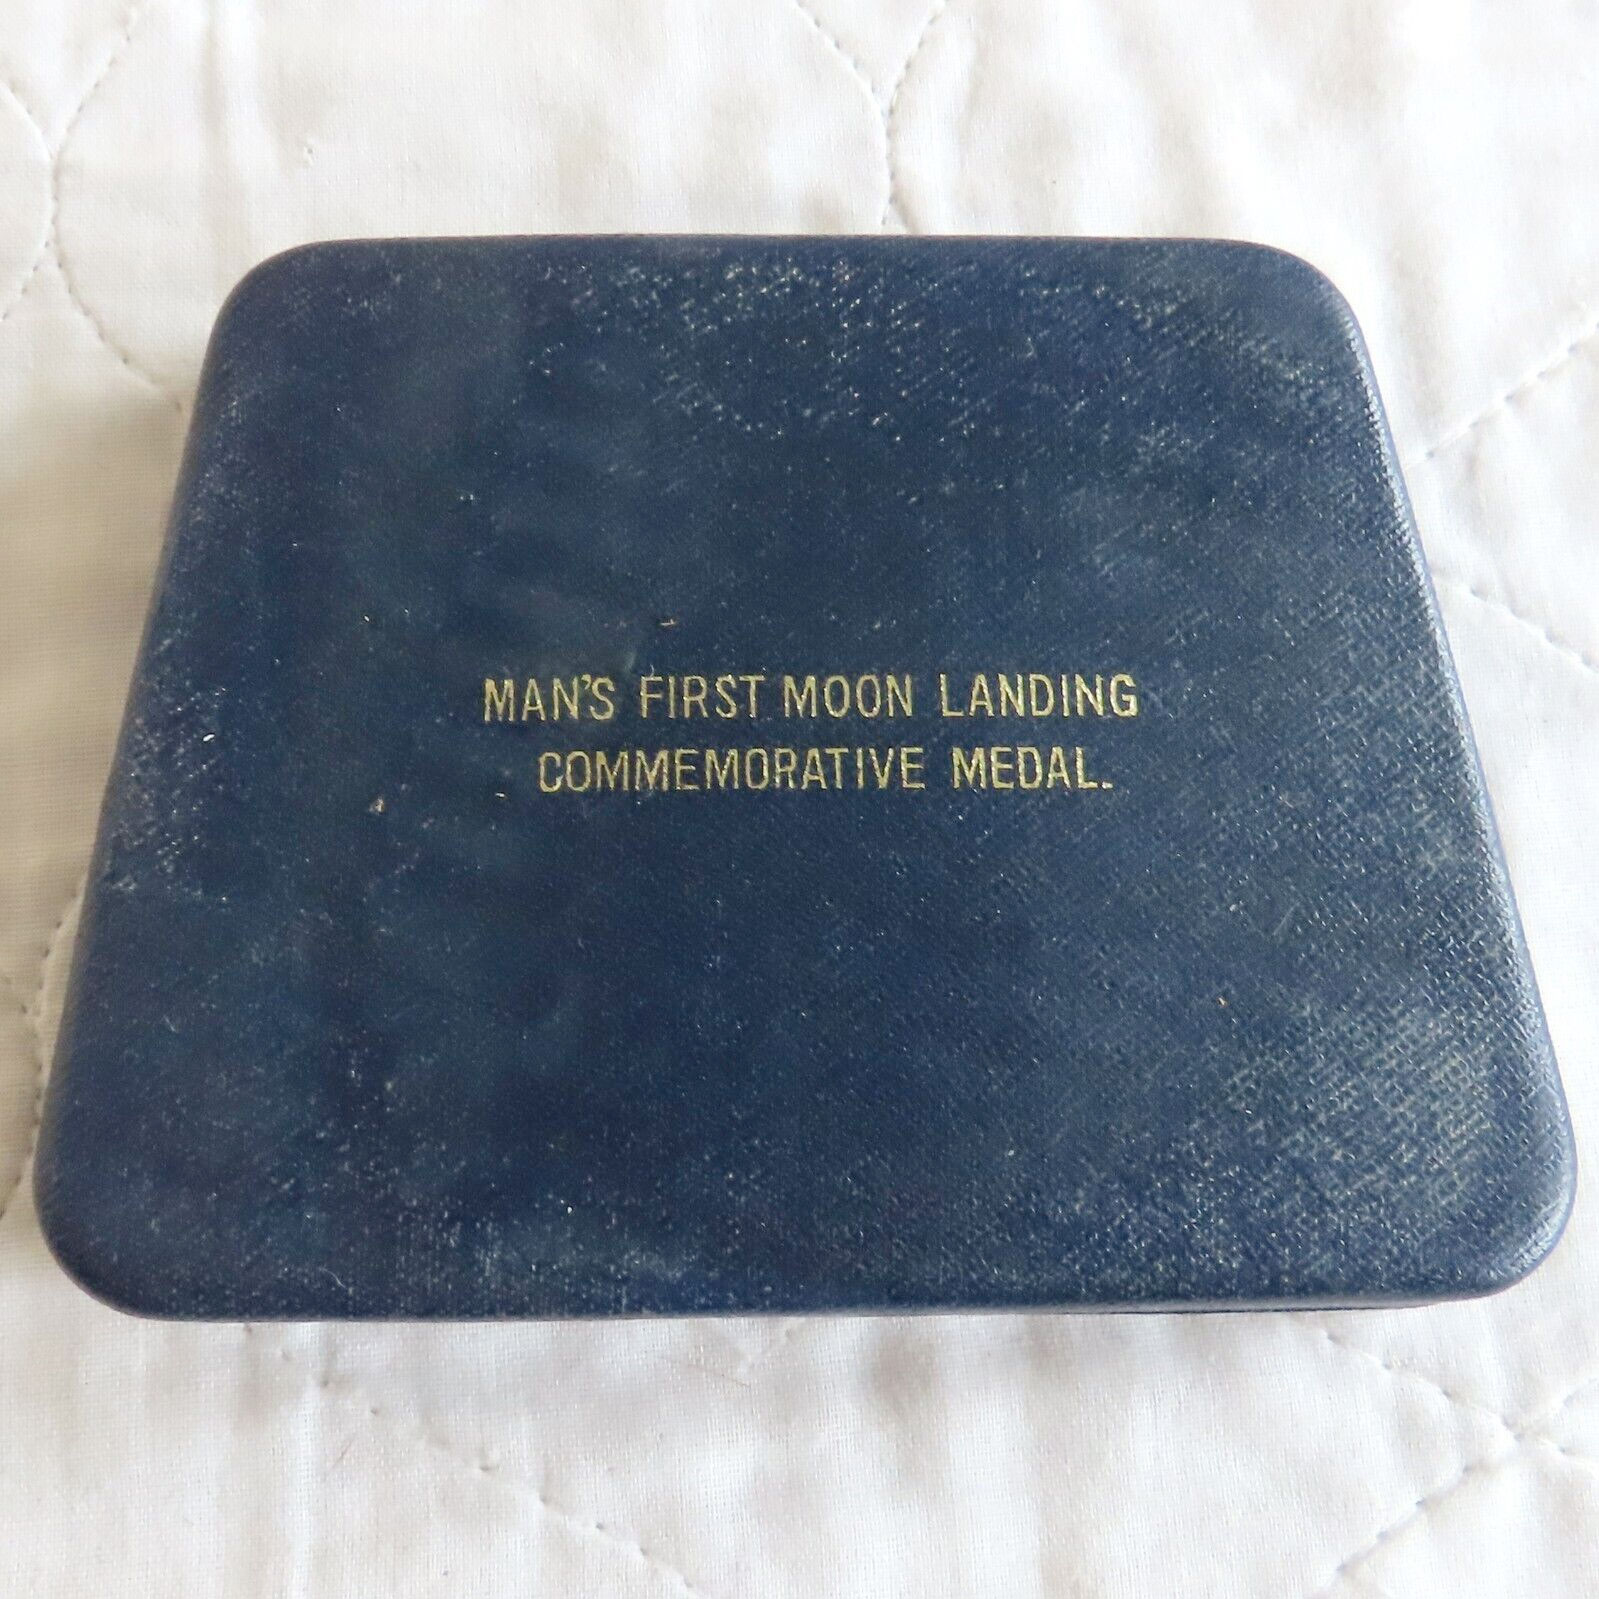 MAN'S FIRST MOON LANDING
COMMEMORATIVE MEDAL.